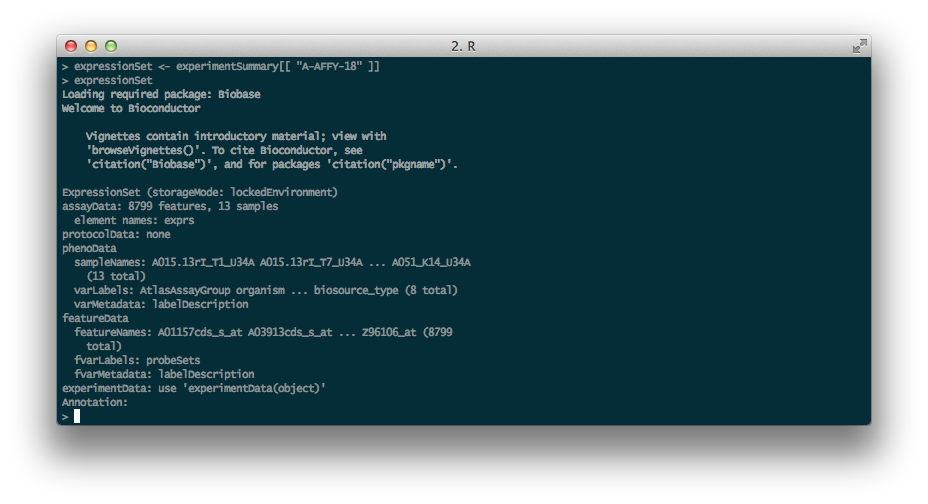 2. R
> expressionSet <- experimentSummary[[ "A-AFFY-18" ]]
> expressionSet
Loading required package: Biobase
Welcome to Bioconductor
    Vignettes contain introductory material; view with
    'browseVignettes()'. To cite Bioconductor, see
    'citation("Biobase")', and for packages 'citation("pkgname")'.
ExpressionSet (storageMode: lockedEnvironment)
assayData: 8799 features, 13 samples
  element names: exprs
protocolData: none
phenoData
  sampleNames: A015.13rI_T1_U34A A015.13rI_T7_U34A ... A051_K14_U34A
    (13 total)
  varLabels: AtlasAssayGroup organism ... biosource_type (8 total)
  varMetadata: labelDescription
featureData
  featureNames: A01157cds_s_at A03913cds_s_at ... Z96106_at (8799
    total)
  fvarLabels: probeSets
  fvarMetadata: labelDescription
experimentData: use 'experimentData(object)'
Annotation:
>